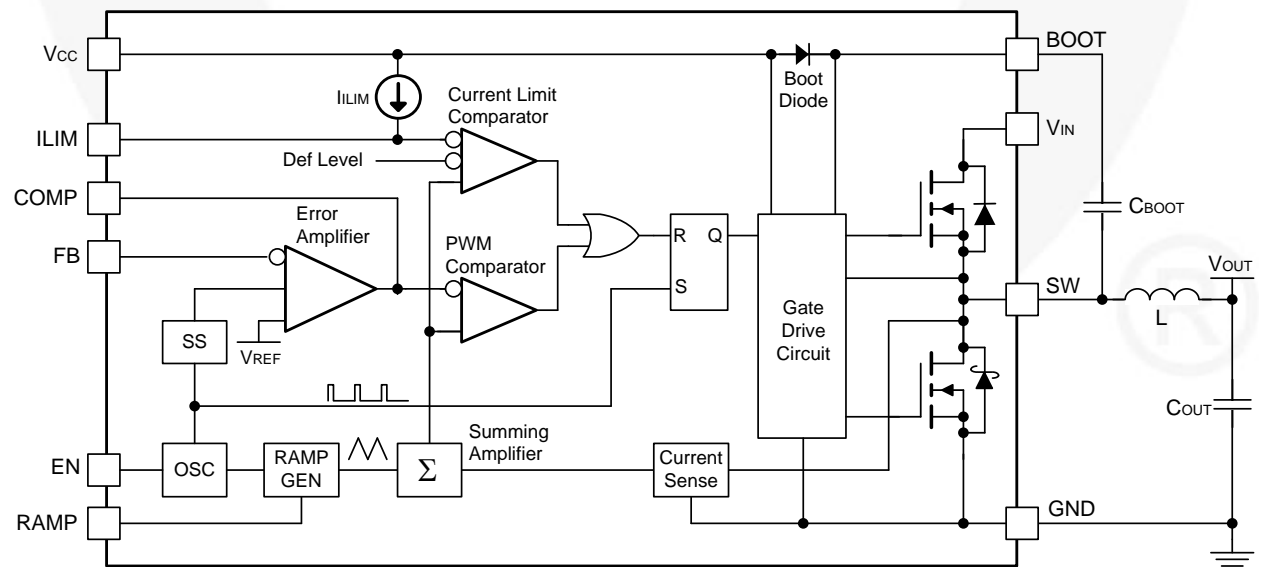 VCC
BOOT
Boot
Diode
IILIM
Current Limit
Comparator
VIN
ILIM
Def Level
COMP
CBOOT
Error
Amplifier
PWM
Comparator
R
Q
FB
S
VOUT
SW
L
Gate
Drive
Circuit
SS
VREF
COUT
Summing
Amplifier
EN
OSC
RAMP
GEN
Σ
Current
Sense
RAMP
GND
®